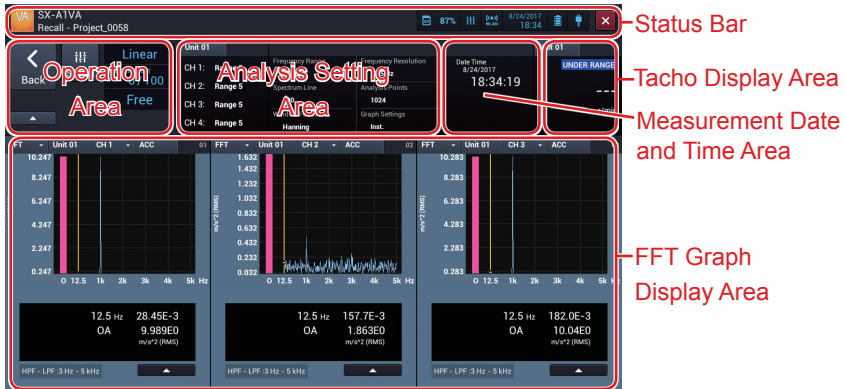 VA SX-A1VA
Recall - Project_0058
87% WLAN 8/24/2017 18:34
Status Bar
Back
Linear
/100
Free
Operation
Area
Unit 01
CH 1: Range 5
CH 2: Range 5
CH 3: Range 5
CH 4: Range 5
Frequency Range
Frequency Resolution
Spectrum Line
Analysis Points
1024
Graph Settings
Hanning
Inst.
Analysis Setting
Area
Date Time
8/24/2017
18:34:19
UNDER RANGE
---
Tacho Display Area
Measurement Date
and Time Area
FFT Graph
Display Area
FT Unit 01 CH 1 ACC 01
10.247
8.247
6.247
4.247
2.247
0.247
0 12.5 1k 2k 3k 4k 5k Hz
12.5 Hz 28.45E-3
OA 9.989E0
m/s^2 (RMS)
HPF - LPF :3 Hz - 5 kHz
FFT Unit 01 CH 2 ACC 02
m/s^2 (RMS)
1.632
1.432
1.232
1.032
0.832
0.632
0.432
0.232
0.032
0 12.5 1k 2k 3k 4k 5k Hz
12.5 Hz 157.7E-3
OA 1.863E0
m/s^2 (RMS)
HPF - LPF :3 Hz - 5 kHz
FFT Unit 01 CH 3 ACC
m/s^2 (RMS)
10.283
8.283
6.283
4.283
2.283
0.283
0 12.5 1k 2k 3k 4k 5k Hz
12.5 Hz 182.0E-3
OA 10.04E0
m/s^2 (RMS)
HPF - LPF :3 Hz - 5 kHz